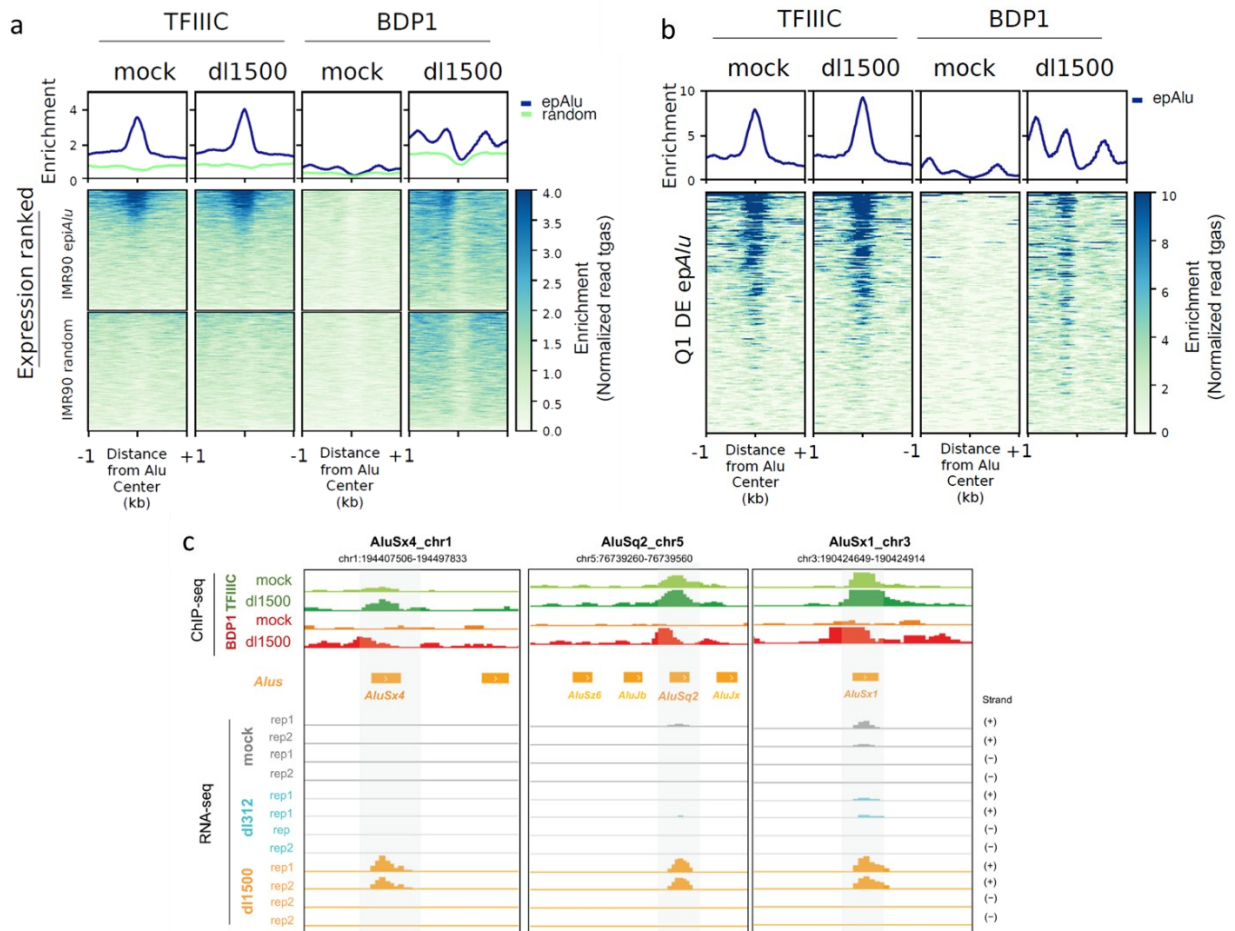 a
TFIIIC BDP1
mock dl1500 mock dl1500
Enrichment
4
2
0
epAlu
random
Expression ranked
IMR90 epiAlu
IMR90 random
4.0
3.5
3.0
2.5
2.0
1.5
1.0
0.5
0.0
Enrichment
(Normalized read tgas)
-1 Distance from Alu Center (kb) +1
-1 Distance from Alu Center (kb) +1
b
TFIIIC BDP1
mock dl1500 mock dl1500
Enrichment
10
5
0
epAlu
Q1 DE epAlu
10
8
6
4
2
0
Enrichment
(Normalized read tgas)
-1 Distance from Alu Center (kb) +1
-1 Distance from Alu Center (kb) +1
c
AluSx4_chr1 AluSq2_chr5 AluSx1_chr3
chr1:194407506-194497833 chr5:76739260-76739560 chr3:190424649-190424914
ChIP-seq
BDP1 TFIIIC
mock
dl1500
mock
dl1500
Alus
AluSx4
AluSz6 AluJb AluSq2 AluJx
AluSx1
Strand
RNA-seq
mock
rep1 (+)
rep2 (+)
rep1 (-)
rep2 (-)
dl312
rep1 (+)
rep1 (+)
rep (-)
rep2 (-)
dl1500
rep1 (+)
rep2 (+)
rep2 (-)
rep2 (-)